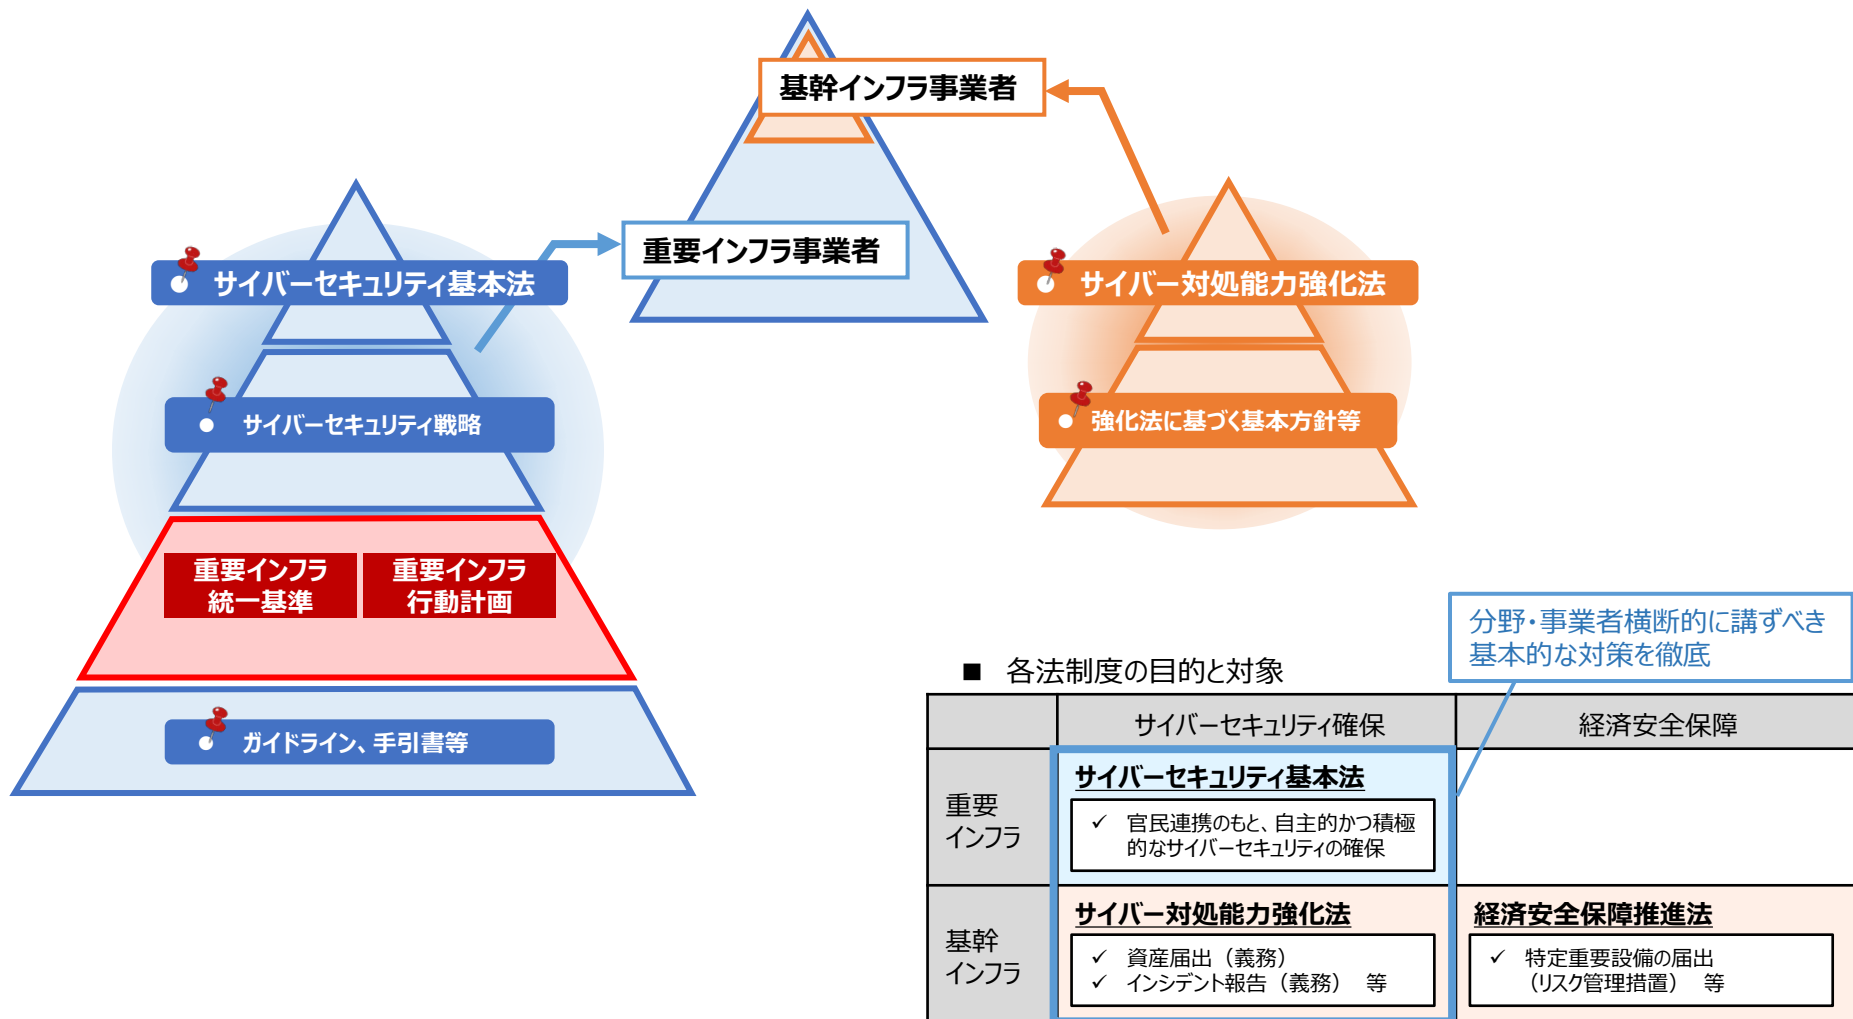 基幹インフラ事業者
重要インフラ事業者
サイバーセキュリティ基本法
サイバーセキュリティ戦略
重要インフラ
統一基準
重要インフラ
行動計画
ガイドライン、手引書等
サイバー対処能力強化法
強化法に基づく基本方針等
分野・事業者横断的に講ずべき
基本的な対策を徹底
■ 各法制度の目的と対象
サイバーセキュリティ確保
経済安全保障
重要
インフラ
サイバーセキュリティ基本法
✓ 官民連携のもと、自主的かつ積極
的なサイバーセキュリティの確保
基幹
インフラ
サイバー対処能力強化法
✓ 資産届出（義務）
✓ インシデント報告（義務） 等
経済安全保障推進法
✓ 特定重要設備の届出
（リスク管理措置） 等